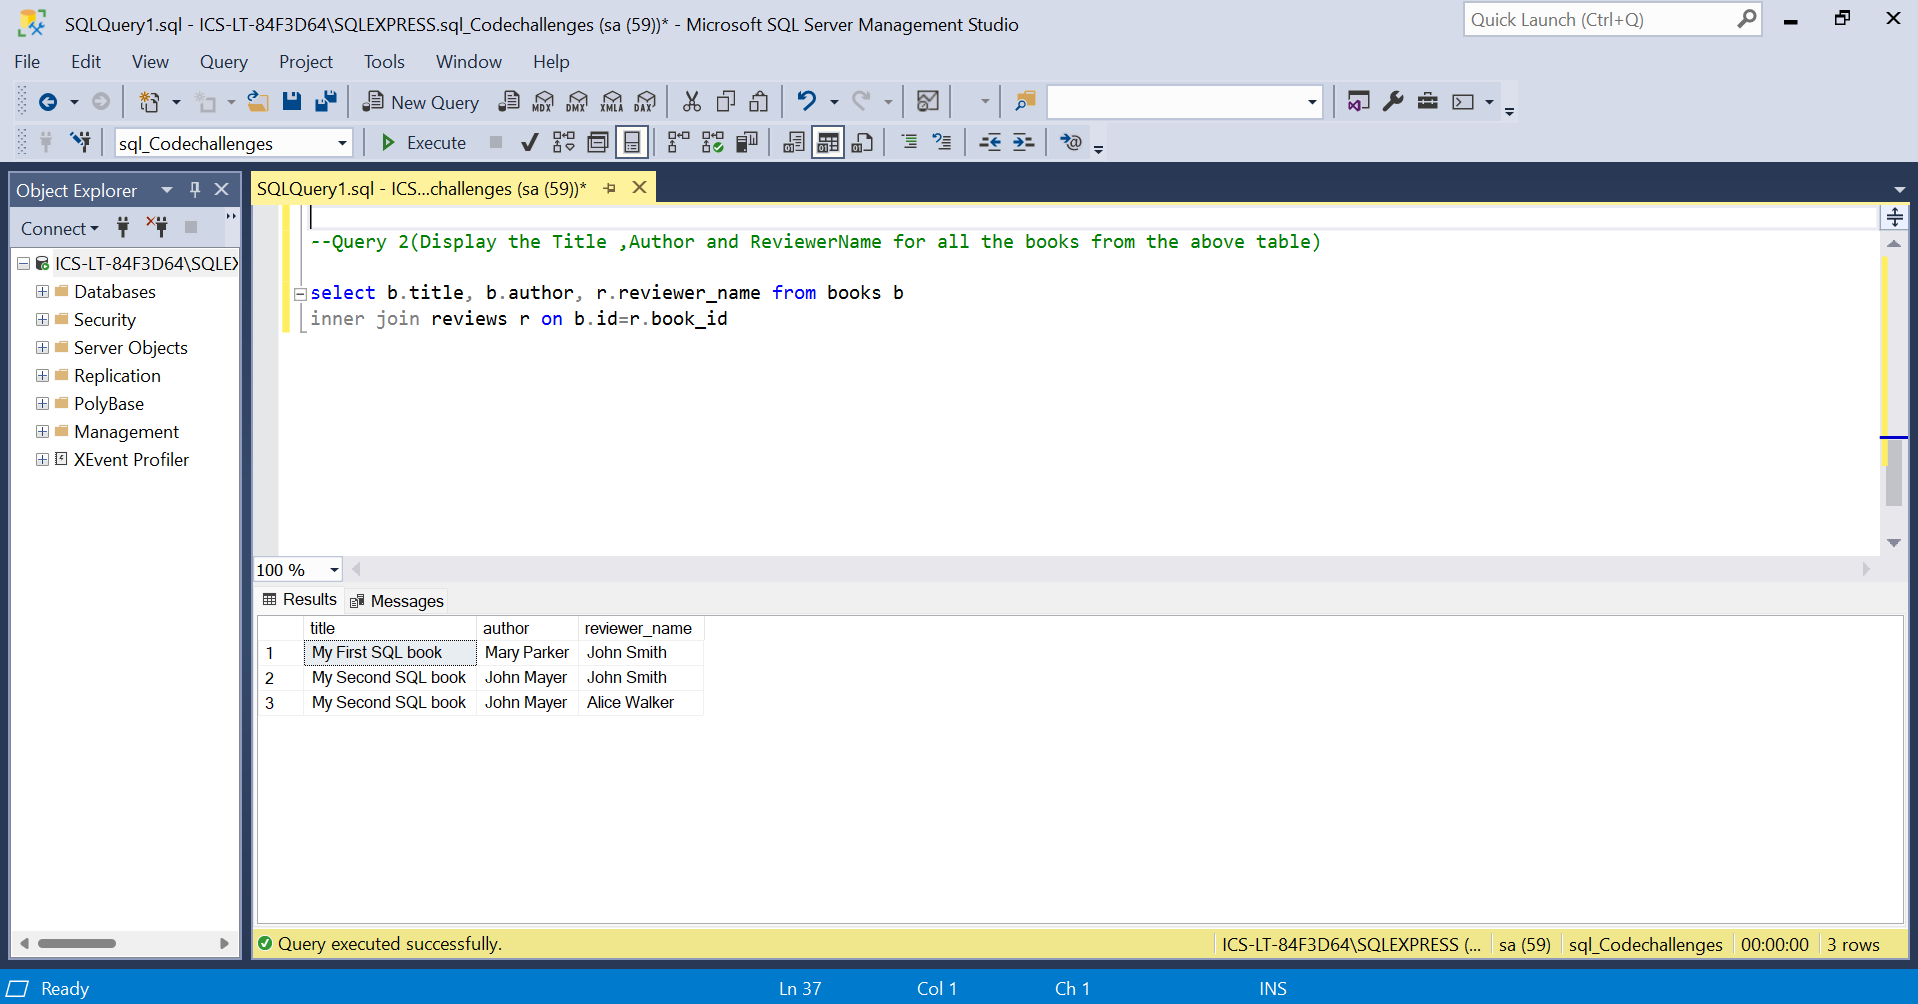 SQLQuery1.sql - ICS-LT-84F3D64\SQLEXPRESS.sql_Codechallenges (sa (59))* - Microsoft SQL Server Management Studio
Quick Launch (Ctrl+Q)
File Edit View Query Project Tools Window Help
New Query MDX DMX XMLA DAX
sql_Codechallenges Execute
Object Explorer
Connect
ICS-LT-84F3D64\SQLEX
Databases
Security
Server Objects
Replication
PolyBase
Management
XEvent Profiler
SQLQuery1.sql - ICS...challenges (sa (59))*
--Query 2(Display the Title ,Author and ReviewerName for all the books from the above table)
select b.title, b.author, r.reviewer_name from books b
inner join reviews r on b.id=r.book_id
100 %
Results Messages
title author reviewer_name
1 My First SQL book Mary Parker John Smith
2 My Second SQL book John Mayer John Smith
3 My Second SQL book John Mayer Alice Walker
Query executed successfully. ICS-LT-84F3D64\SQLEXPRESS (... sa (59) sql_Codechallenges 00:00:00 3 rows
Ready Ln 37 Col 1 Ch 1 INS